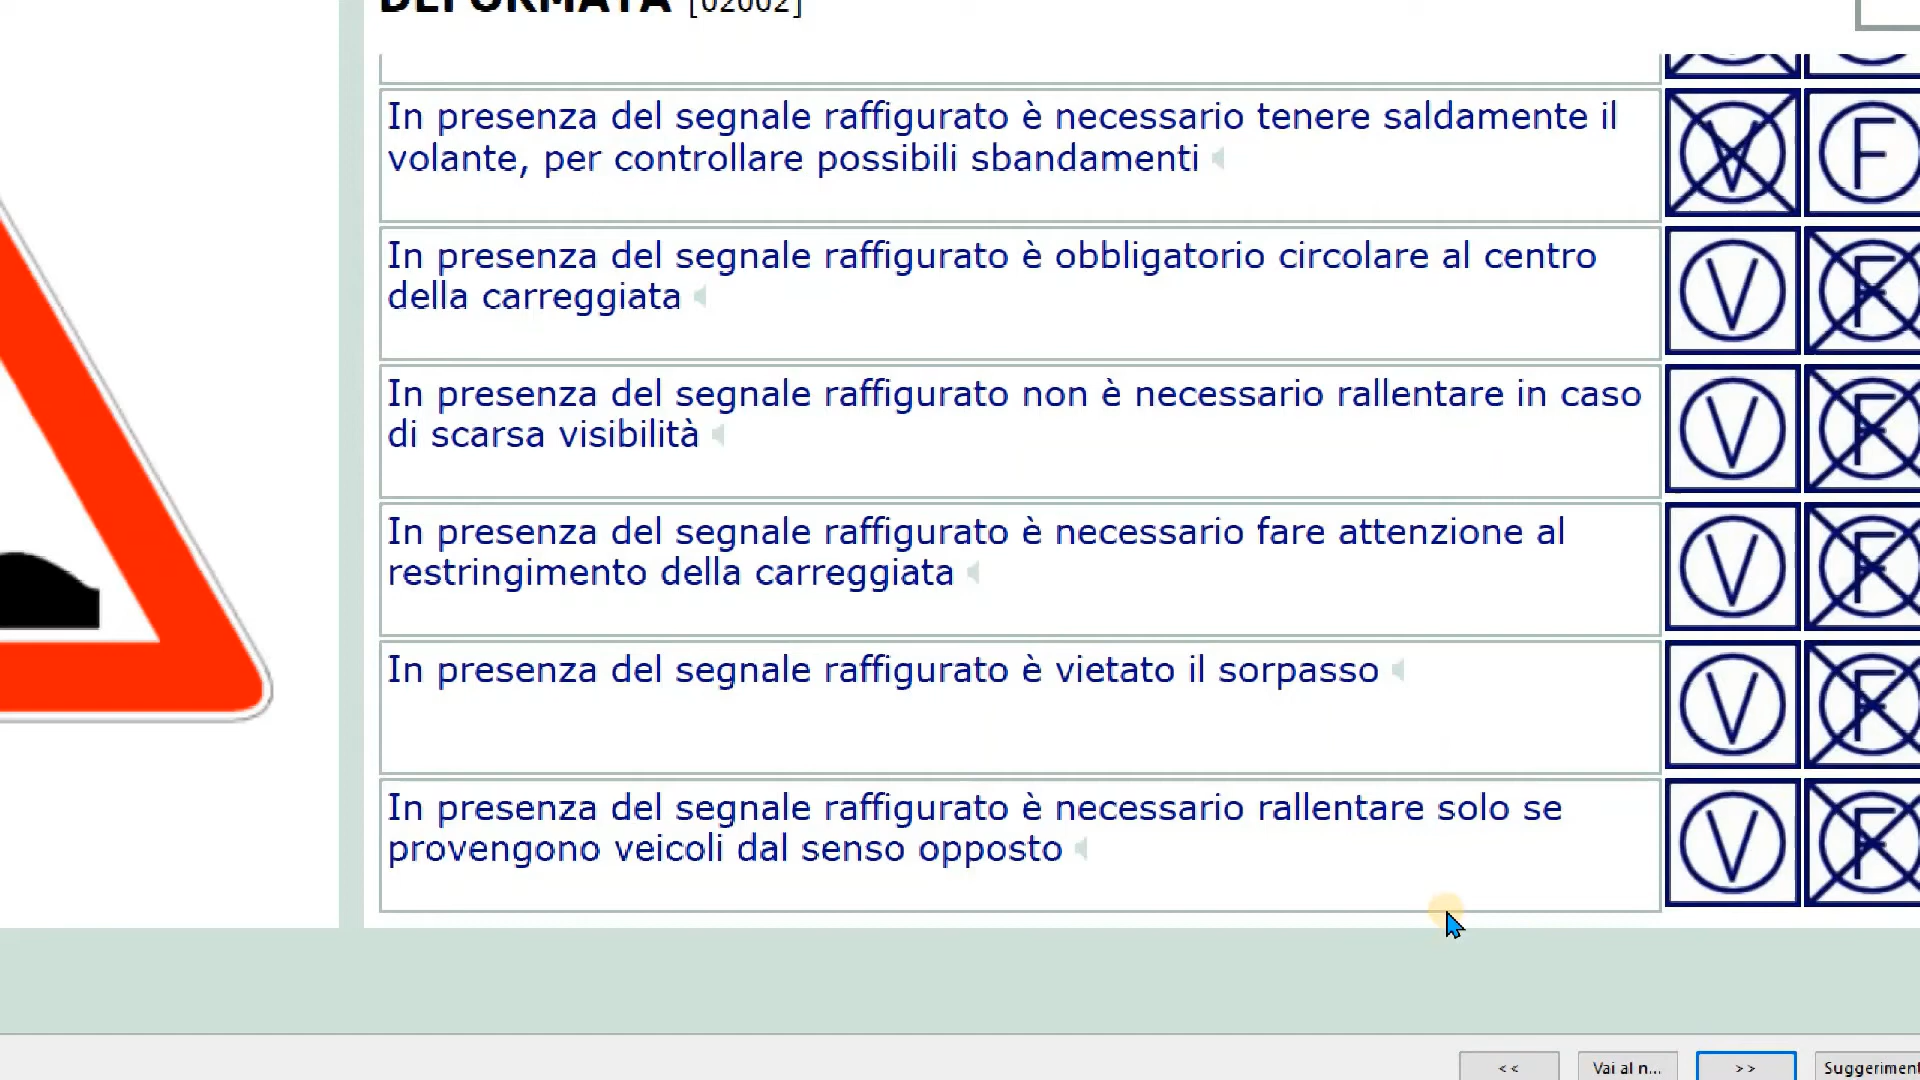 DEFORMATA [02002]
In presenza del segnale raffigurato è necessario tenere saldamente il
volante, per controllare possibili sbandamenti
V F
In presenza del segnale raffigurato è obbligatorio circolare al centro
della carreggiata
V F
In presenza del segnale raffigurato non è necessario rallentare in caso
di scarsa visibilità
V F
In presenza del segnale raffigurato è necessario fare attenzione al
restringimento della carreggiata
V F
In presenza del segnale raffigurato è vietato il sorpasso
V F
In presenza del segnale raffigurato è necessario rallentare solo se
provengono veicoli dal senso opposto
V F
<< Vai al n... >> Suggeriment